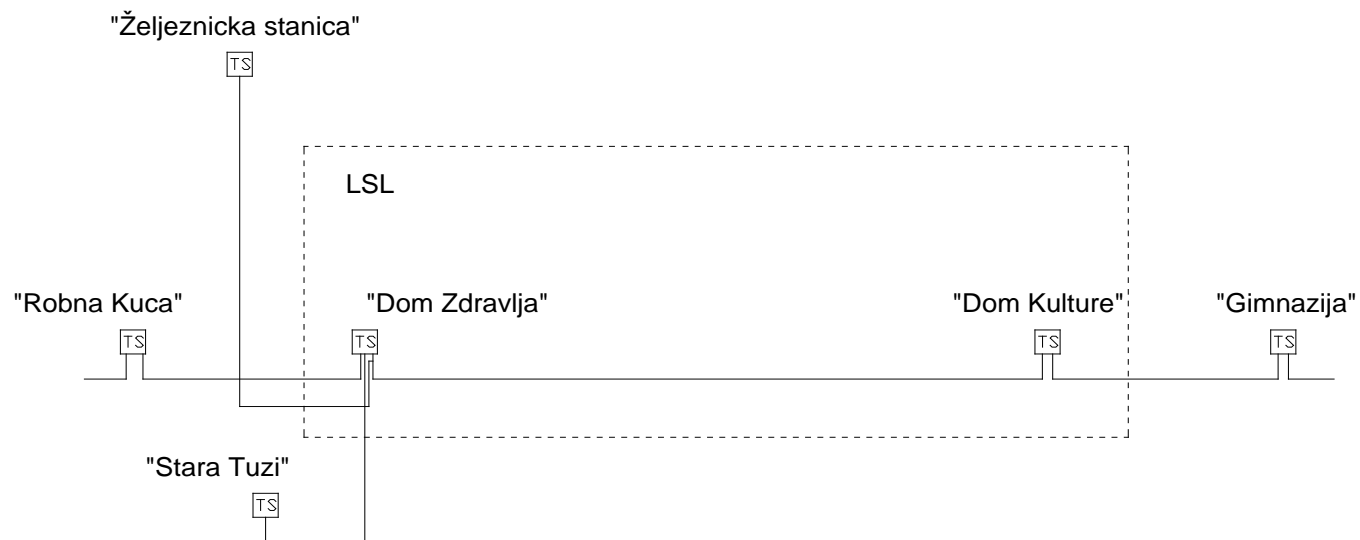 "Željeznicka stanica"
TS
LSL
"Robna Kuca" "Dom Zdravlja" "Dom Kulture" "Gimnazija"
TS TS TS TS
"Stara Tuzi"
TS